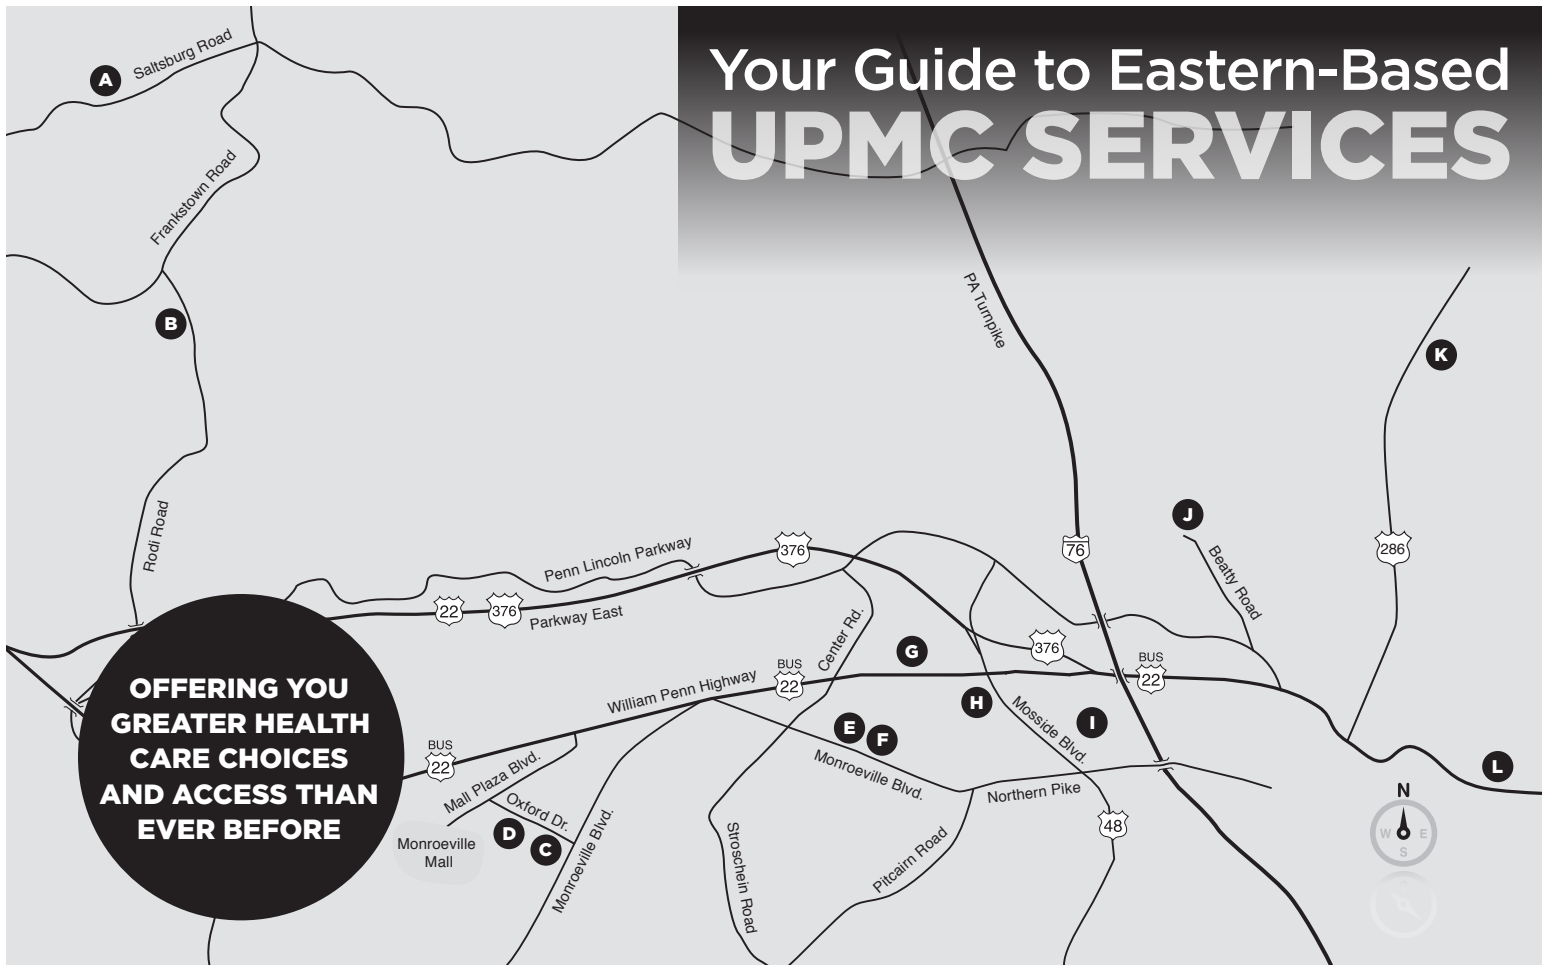 Your Guide to Eastern-Based
UPMC SERVICES
A
Saltsburg Road
Frankstown Road
B
PA Turnpike
K
Rodi Road
J
Beatty Road
76
286
Penn Lincoln Parkway
376
22
376
Parkway East
Center Rd.
G
376
BUS
22
BUS
22
William Penn Highway
H
Mosside Blvd.
I
E
F
Monroeville Blvd.
Northern Pike
L
BUS
22
Mall Plaza Blvd.
Oxford Dr.
D
C
Monroeville
Mall
Monroeville Blvd.
Stroschein Road
Pitcairn Road
48
N
W
E
S
OFFERING YOU
GREATER HEALTH
CARE CHOICES
AND ACCESS THAN
EVER BEFORE